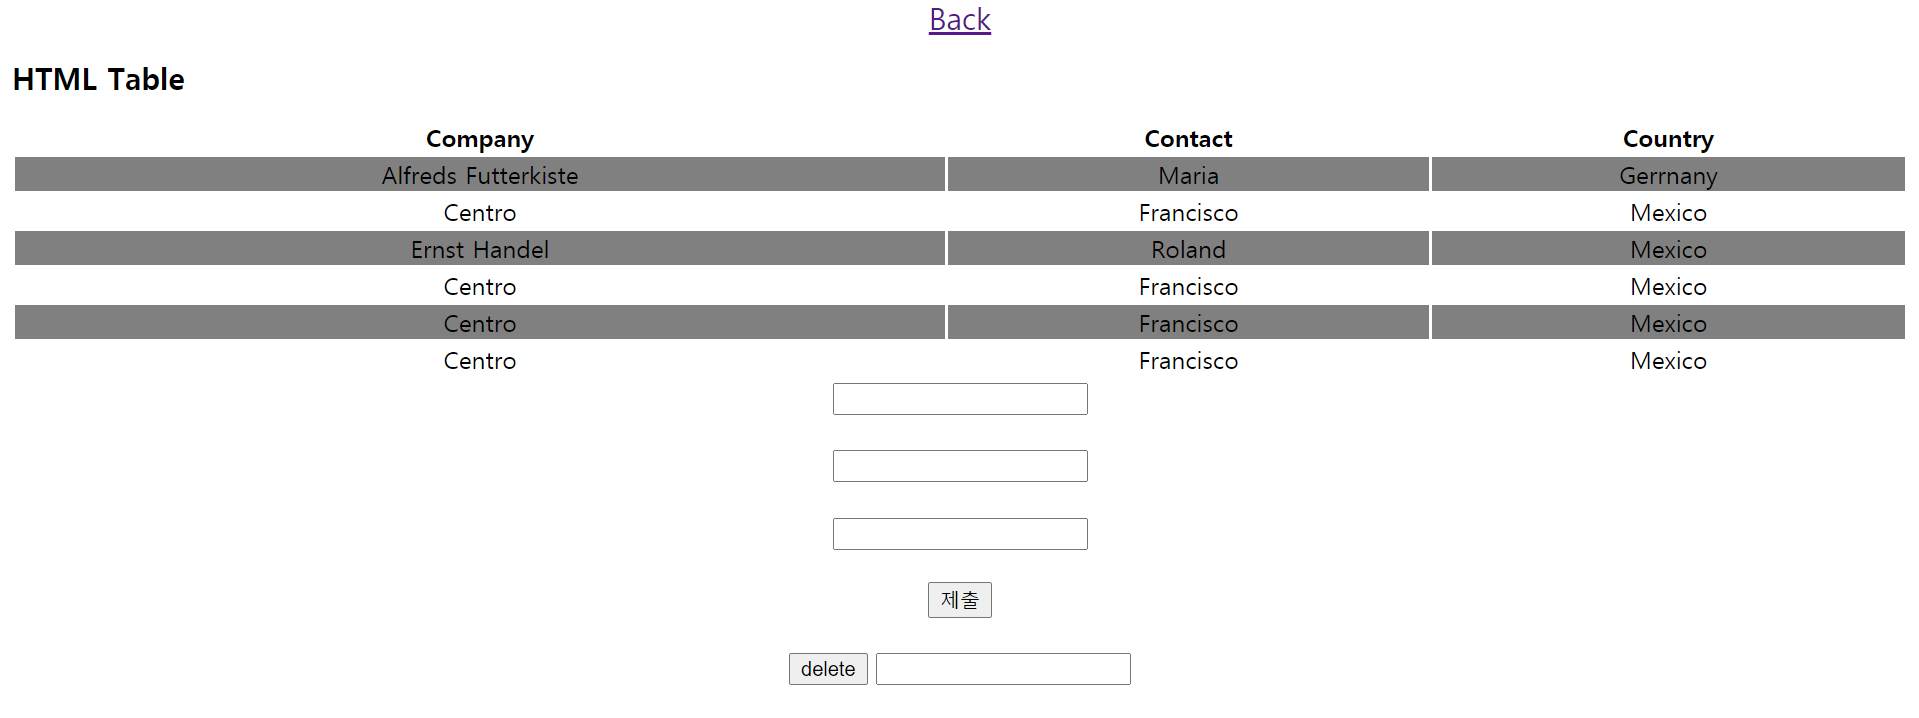 Back
HTML Table
Company Contact Country
Alfreds Futterkiste Maria Gerrnany
Centro Francisco Mexico
Ernst Handel Roland Mexico
Centro Francisco Mexico
Centro Francisco Mexico
Centro Francisco Mexico
제출
delete